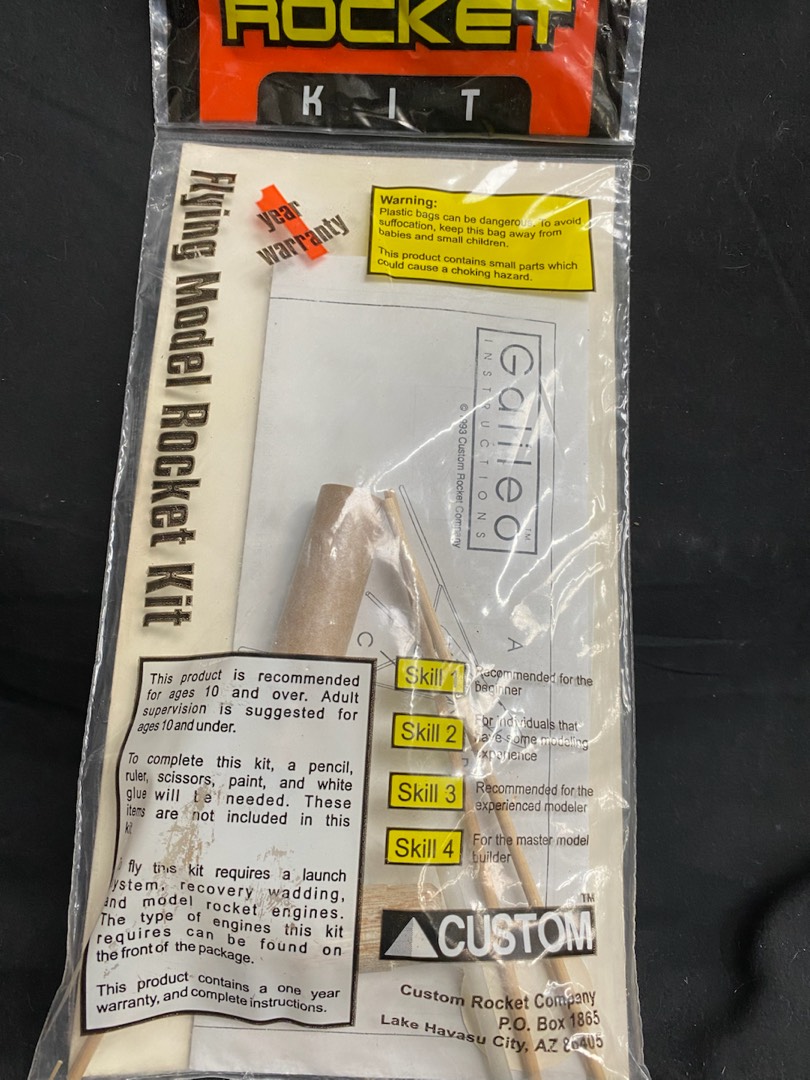 ROCKET
KIT
Flying Model Rocket Kit
1
year
warranty
Warning:
Plastic bags can be dangerous. To avoid
suffocation, keep this bag away from
babies and small children.
This product contains small parts which
could cause a choking hazard.
Galileo™
INSTRUCTIONS
Custom Rocket Company
A
C
This product is recommended
for ages 10 and over. Adult
supervision is suggested for
ages 10 and under.
To complete this kit, a pencil,
ruler, scissors, paint, and white
glue will be needed. These
items are not included in this
fly this kit requires a launch
system, recovery wadding,
and model rocket engines.
The type of engines this kit
requires can be found on
the front of the package.
This product contains a one year
warranty, and complete instructions.
Skill 1
Recommended for the
beginner
Skill 2
For individuals that
have some modeling
experience
Skill 3
Recommended for the
experienced modeler
Skill 4
For the master model
builder
CUSTOM™
Custom Rocket Company
P.O. Box 1865
Lake Havasu City, AZ 86405